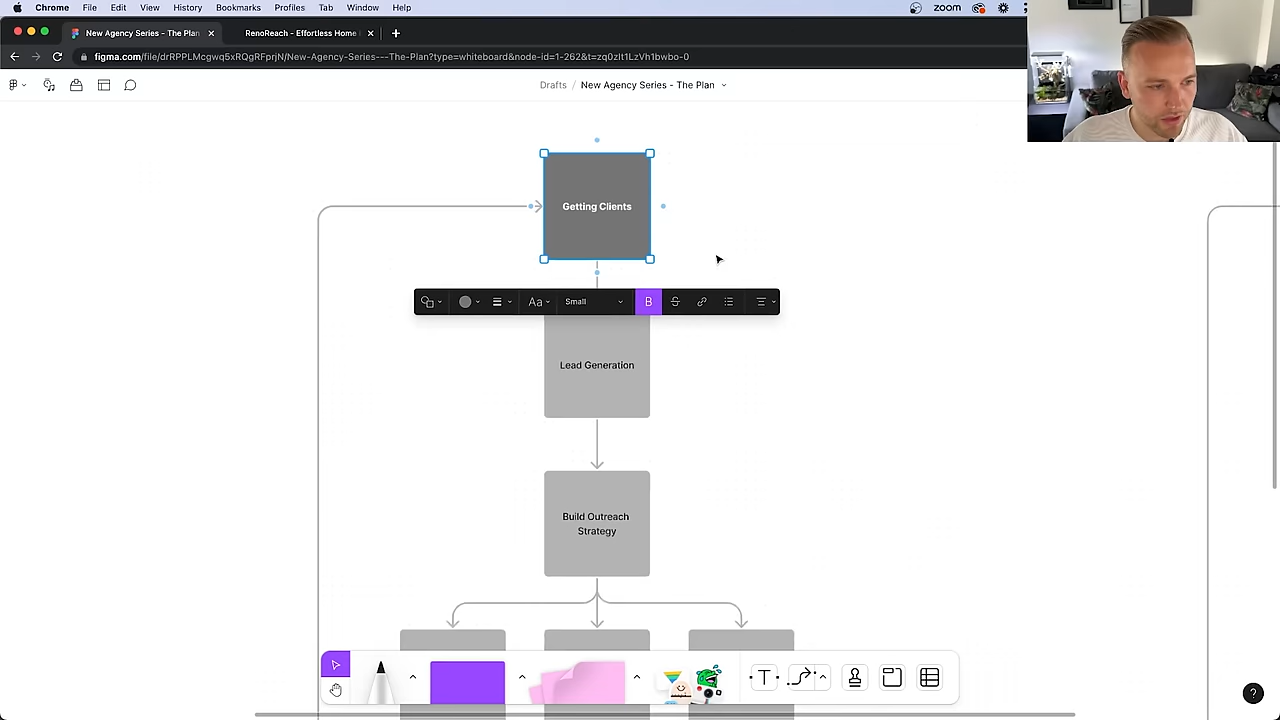 Chrome File Edit View History Bookmarks Profiles Tab Window Help zoom
New Agency Series - The Plan RenoReach - Effortless Home
figma.com/file/drRPPLMcgwq5xRQgRFprjN/New-Agency-Series---The-Plan?type=whiteboard&node-id=1-262&t=zq0zlt1LzVh1bwbo-0
Drafts / New Agency Series - The Plan
Getting Clients
Aa Small B S
Lead Generation
Build Outreach
Strategy
T
?